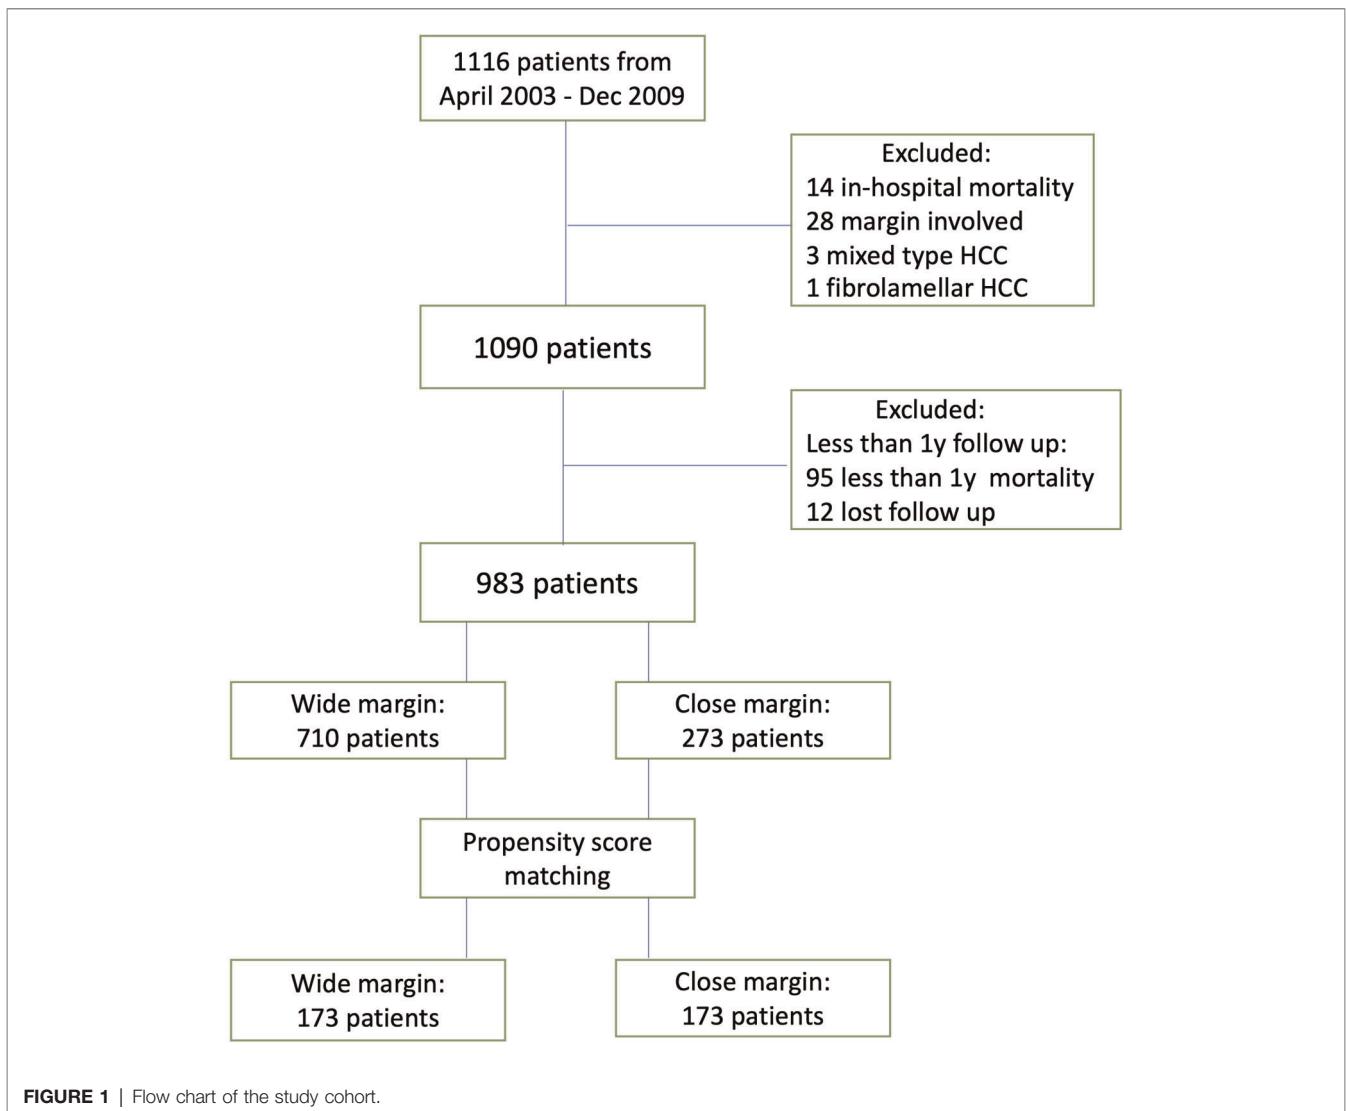 1116 patients from
April 2003 - Dec 2009
Excluded:
14 in-hospital mortality
28 margin involved
3 mixed type HCC
1 fibrolamellar HCC
1090 patients
Excluded:
Less than 1y follow up:
95 less than 1y mortality
12 lost follow up
983 patients
Wide margin:
710 patients
Close margin:
273 patients
Propensity score
matching
Wide margin:
173 patients
Close margin:
173 patients
FIGURE 1 | Flow chart of the study cohort.